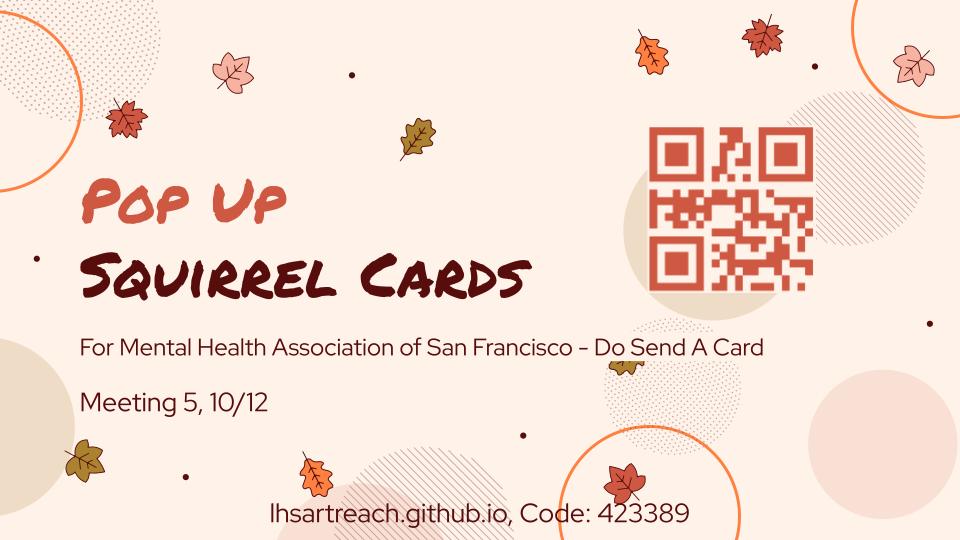 Pop Up
Squirrel Cards
For Mental Health Association of San Francisco - Do Send A Card
Meeting 5, 10/12
lhsartreach.github.io, Code: 423389